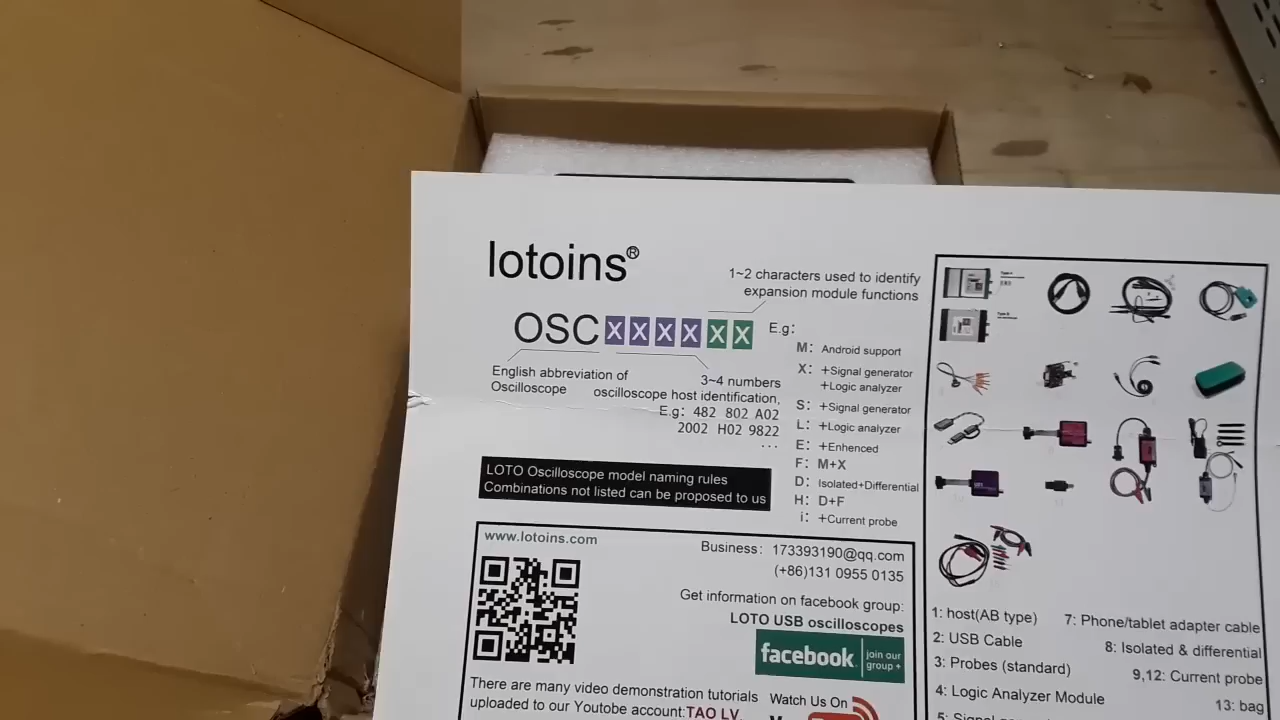 lotoins®
1~2 characters used to identify
expansion module functions
OSCXXXXXX
English abbreviation of
Oscilloscope
3~4 numbers
oscilloscope host identification,
E.g: 482 802 A02
2002 H02 9822
...
E.g:
M: Android support
X: +Signal generator
+Logic analyzer
S: +Signal generator
L: +Logic analyzer
E: +Enhenced
F: M+X
D: Isolated+Differential
H: D+F
i: +Current probe
LOTO Oscilloscope model naming rules
Combinations not listed can be proposed to us
www.lotoins.com
Business: 173393190@qq.com
(+86)131 0955 0135
Get information on facebook group:
LOTO USB oscilloscopes
facebook.
join our
group +
There are many video demonstration tutorials
uploaded to our Youtobe account:TAO LV
Watch Us On
1: host(AB type)
2: USB Cable
3: Probes (standard)
4: Logic Analyzer Module
7: Phone/tablet adapter cable
8: Isolated & differential
9,12: Current probe
13: bag